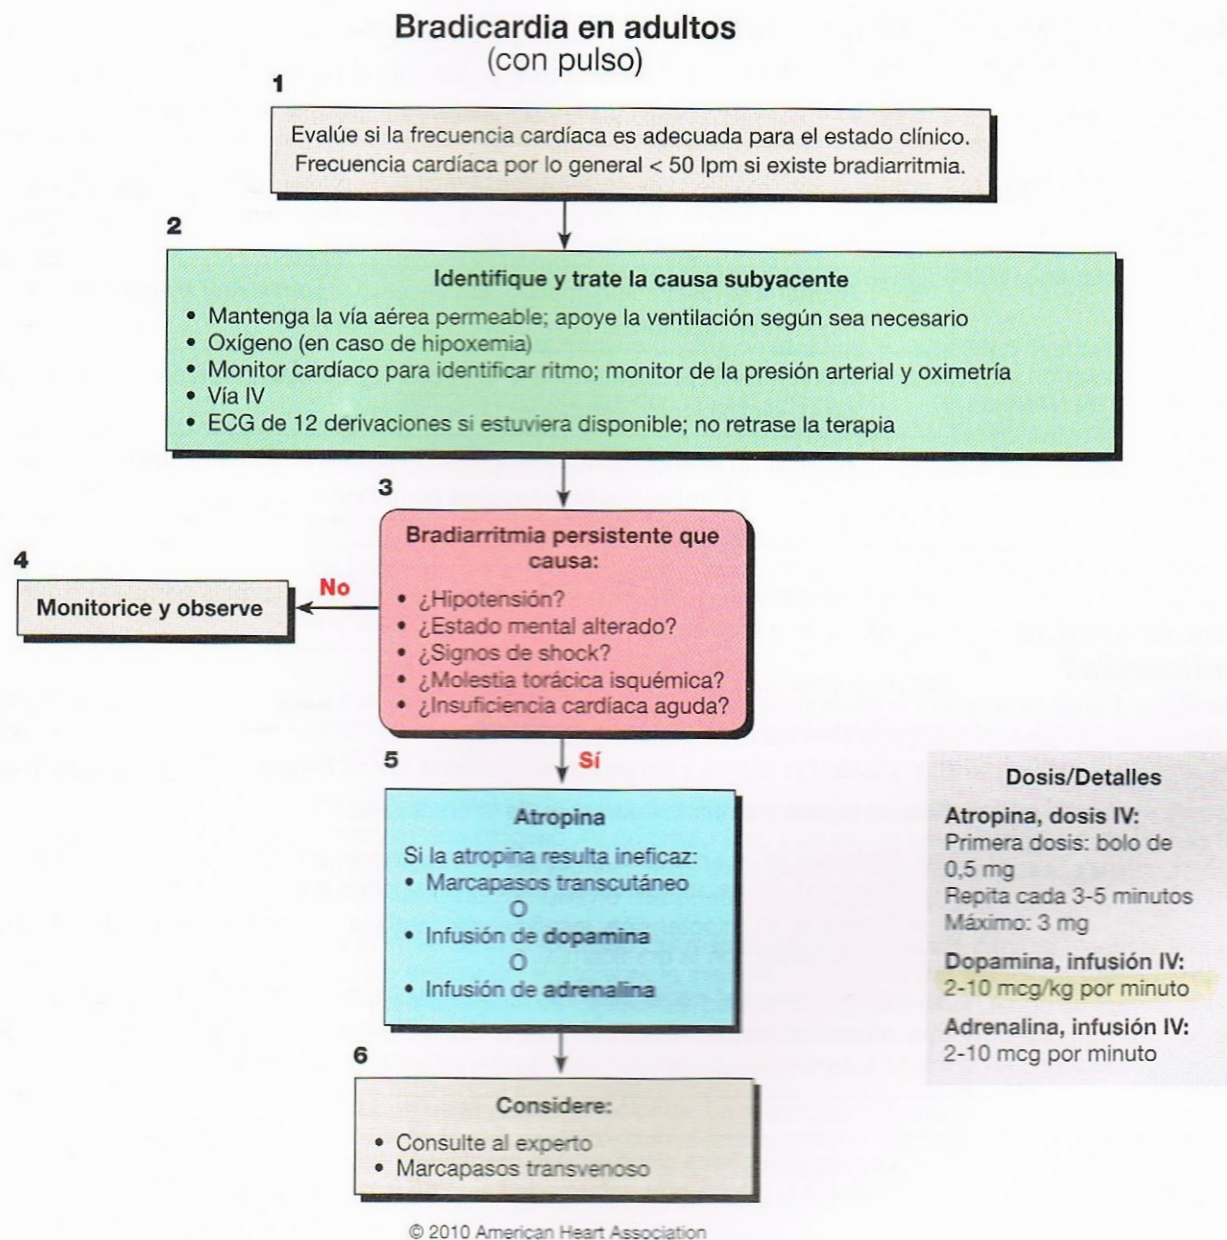 Bradicardia en adultos
(con pulso)
1
Evalúe si la frecuencia cardíaca es adecuada para el estado clínico.
Frecuencia cardíaca por lo general < 50 lpm si existe bradiarritmia.
2
Identifique y trate la causa subyacente
• Mantenga la vía aérea permeable; apoye la ventilación según sea necesario
• Oxígeno (en caso de hipoxemia)
• Monitor cardíaco para identificar ritmo; monitor de la presión arterial y oximetría
• Vía IV
• ECG de 12 derivaciones si estuviera disponible; no retrase la terapia
3
Bradiarritmia persistente que
causa:
• ¿Hipotensión?
• ¿Estado mental alterado?
• ¿Signos de shock?
• ¿Molestia torácica isquémica?
• ¿Insuficiencia cardíaca aguda?
No
4
Monitorice y observe
Sí
5
Atropina
Si la atropina resulta ineficaz:
• Marcapasos transcutáneo
O
• Infusión de dopamina
O
• Infusión de adrenalina
Dosis/Detalles
Atropina, dosis IV:
Primera dosis: bolo de
0,5 mg
Repita cada 3-5 minutos
Máximo: 3 mg
Dopamina, infusión IV:
2-10 mcg/kg por minuto
Adrenalina, infusión IV:
2-10 mcg por minuto
6
Considere:
• Consulte al experto
• Marcapasos transvenoso
© 2010 American Heart Association